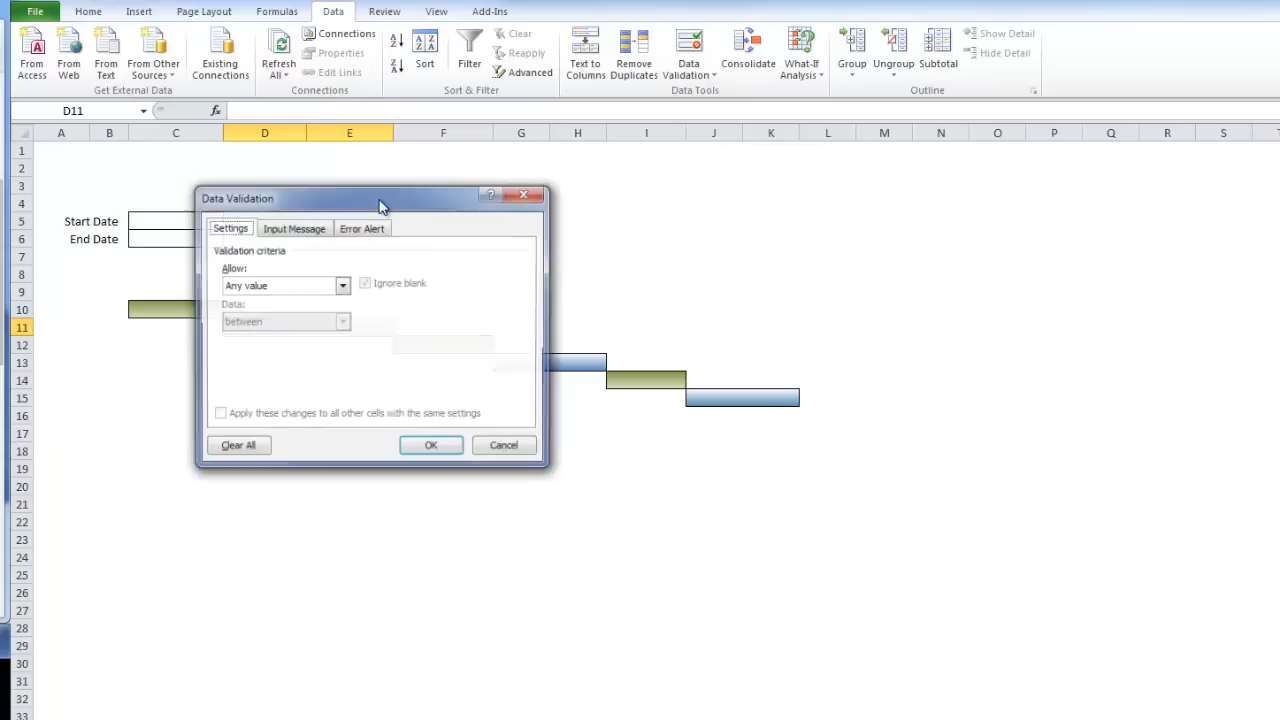 File Home Insert Page Layout Formulas Data Review View Add-Ins
From Access
From Web
From Text
From Other Sources
Existing Connections
Get External Data
Refresh All
Connections
Properties
Edit Links
Connections
Sort
Filter
Clear
Reapply
Advanced
Sort & Filter
Text to Columns
Remove Duplicates
Data Validation
Consolidate
What-If Analysis
Data Tools
Group
Ungroup
Subtotal
Show Detail
Hide Detail
Outline
D11
fx
A B C D E F G H I J K L M N O P Q R S T
1
2
3
4
5
6
7
8
9
10
11
12
13
14
15
16
17
18
19
20
21
22
23
24
25
26
27
28
29
30
31
32
33
Start Date
End Date
Data Validation
Settings Input Message Error Alert
Validation criteria
Allow:
Any value
Ignore blank
Data:
between
Apply these changes to all other cells with the same settings
Clear All OK Cancel